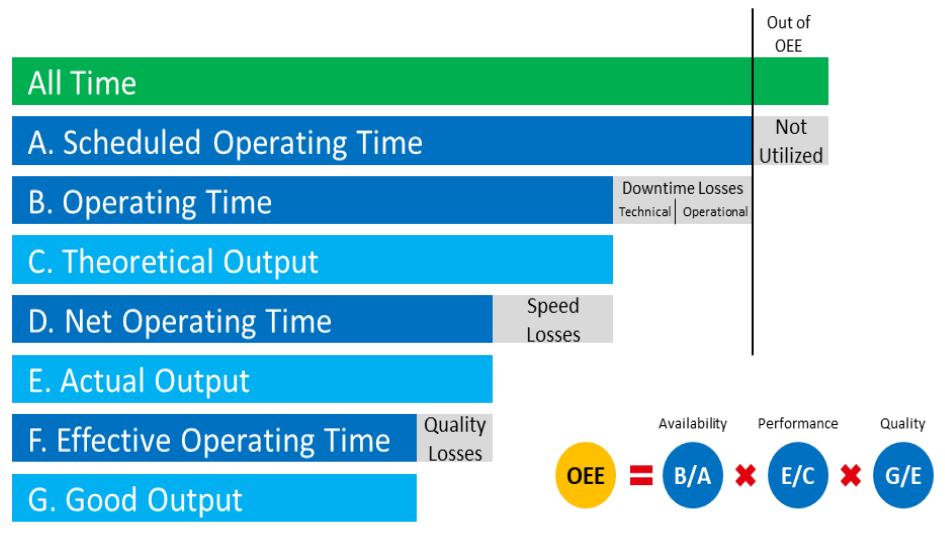 Out of
OEE
All Time
A. Scheduled Operating Time
Not
Utilized
B. Operating Time
Downtime Losses
Technical
Operational
C. Theoretical Output
D. Net Operating Time
Speed
Losses
E. Actual Output
F. Effective Operating Time
Quality
Losses
G. Good Output
Availability
Performance
Quality
OEE = B/A × E/C × G/E